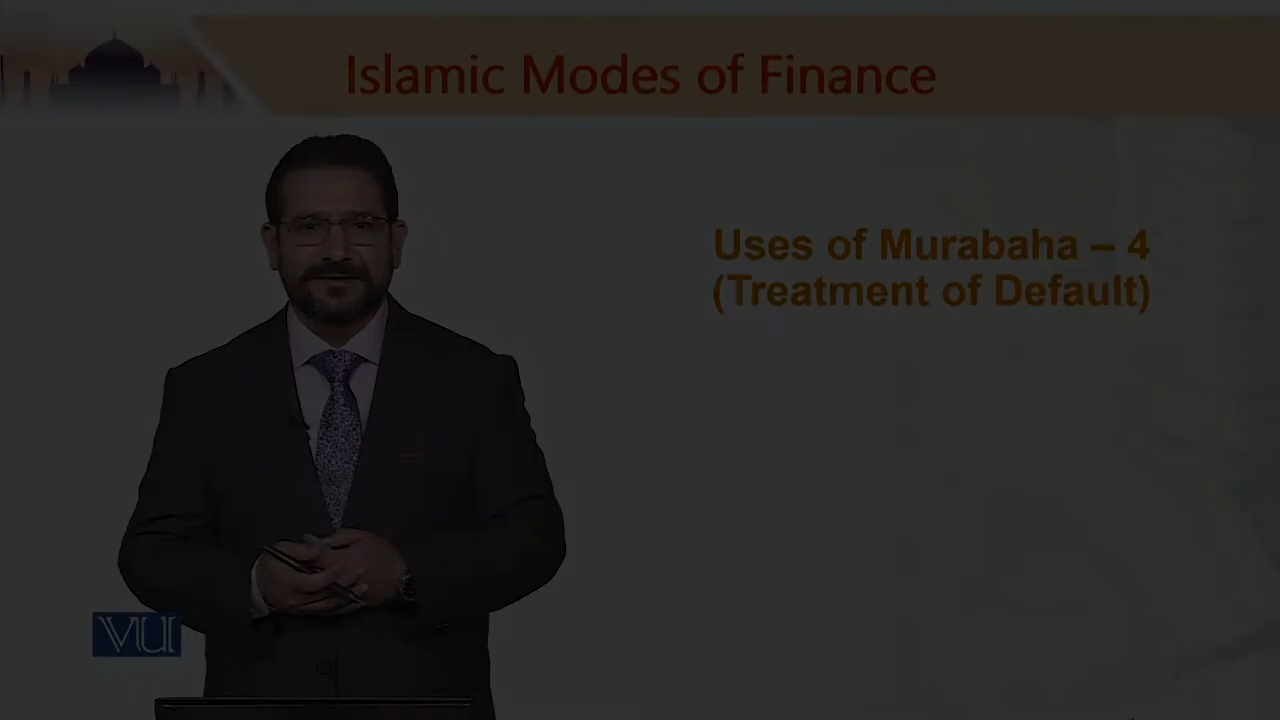 Islamic Modes of Finance
Uses of Murabaha – 4
(Treatment of Default)
VU